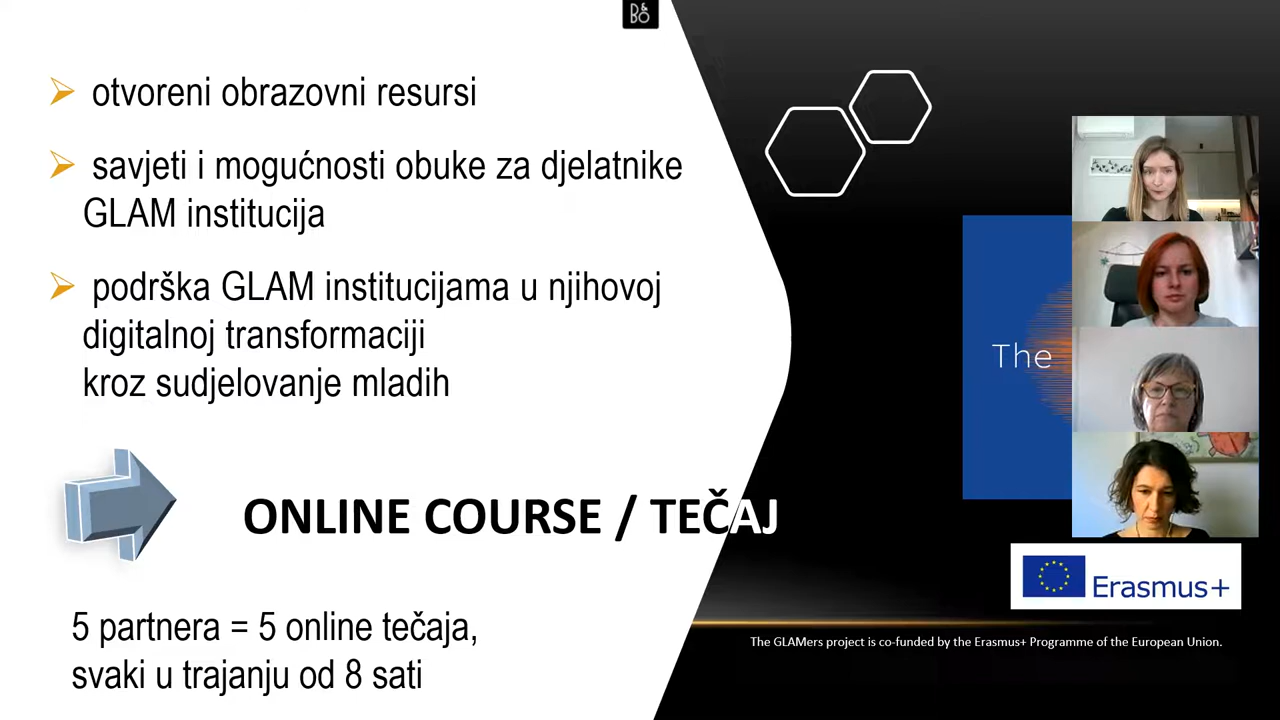 B&O
otvoreni obrazovni resursi
savjeti i mogućnosti obuke za djelatnike
GLAM institucija
podrška GLAM institucijama u njihovoj
digitalnoj transformaciji
kroz sudjelovanje mladih
The
ONLINE COURSE / TEČAJ
Erasmus+
5 partnera = 5 online tečaja,
svaki u trajanju od 8 sati
The GLAMers project is co-funded by the Erasmus+ Programme of the European Union.